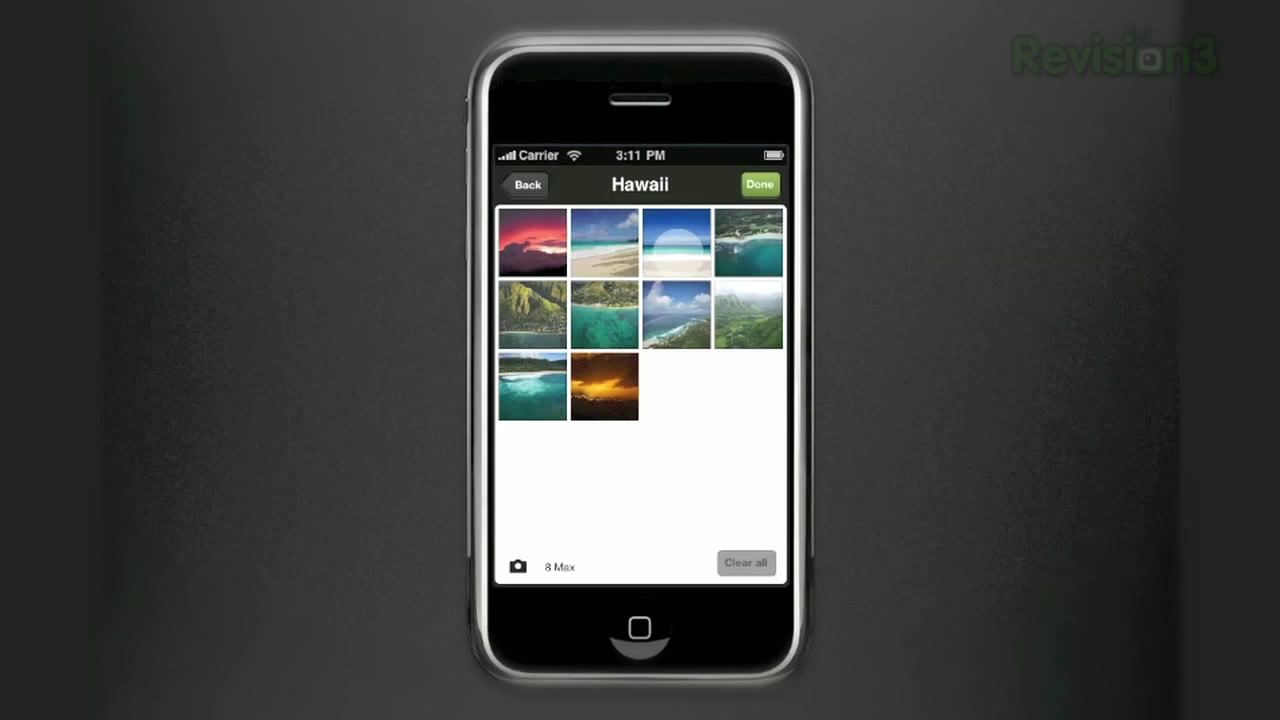 Revision3
Carrier
3:11 PM
Back
Hawaii
Done
8 Max
Clear all